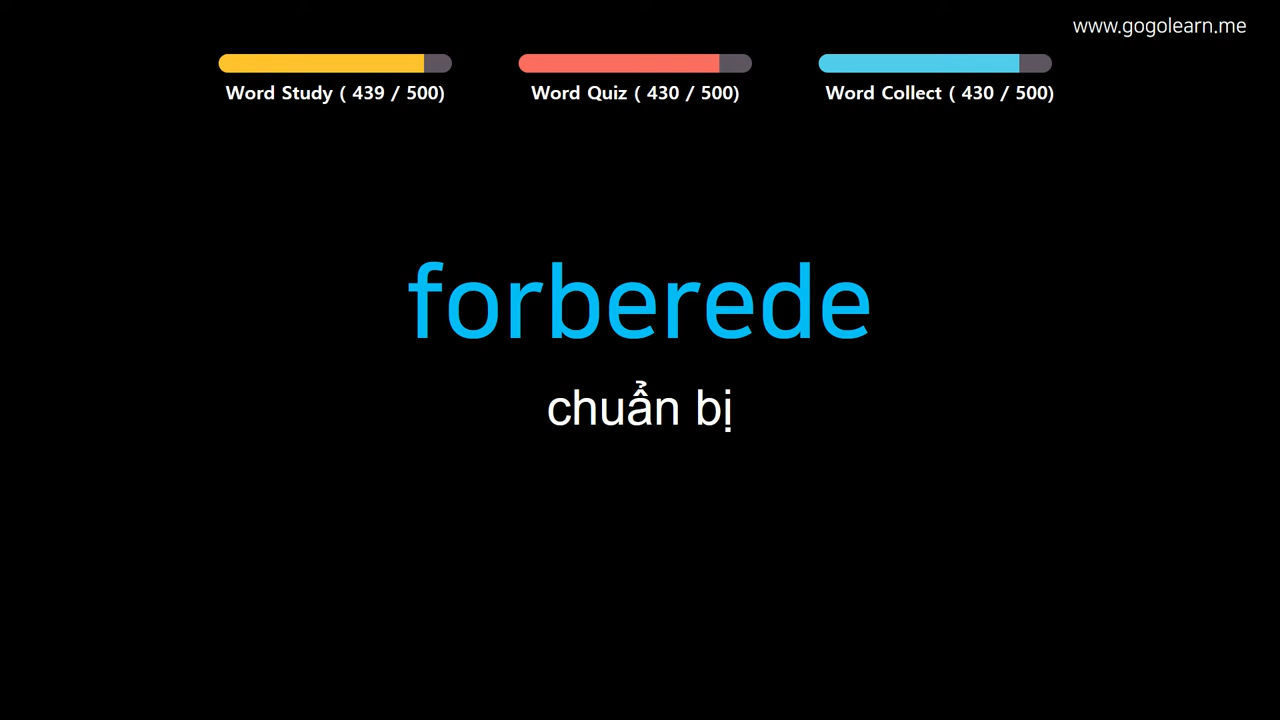 www.gogolearn.me
Word Study ( 439 / 500)
Word Quiz ( 430 / 500)
Word Collect ( 430 / 500)
forberede
chuẩn bị